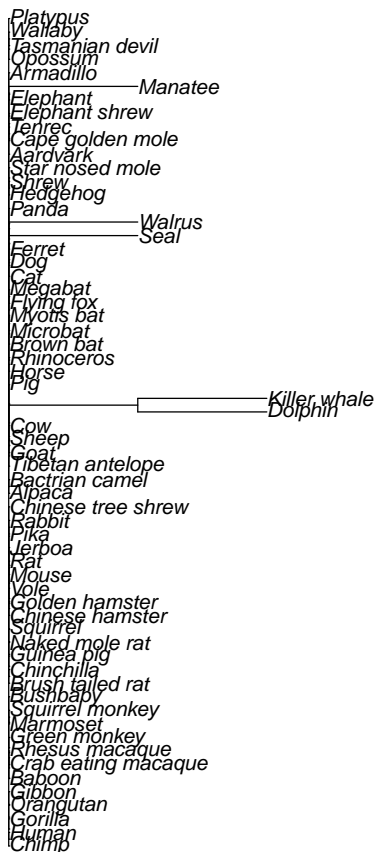 Platypus
Wallaby
Tasmanian devil
Opossum
Armadillo
Manatee
Elephant
Elephant shrew
Tenrec
Cape golden mole
Aardvark
Star nosed mole
Shrew
Hedgehog
Panda
Walrus
Seal
Ferret
Dog
Cat
Megabat
Flying fox
Myotis bat
Microbat
Brown bat
Rhinoceros
Horse
Pig
Killer whale
Dolphin
Cow
Sheep
Goat
Tibetan antelope
Bactrian camel
Alpaca
Chinese tree shrew
Rabbit
Pika
Jerboa
Rat
Mouse
Vole
Golden hamster
Chinese hamster
Squirrel
Naked mole rat
Guinea pig
Chinchilla
Brush tailed rat
Bushbaby
Squirrel monkey
Marmoset
Green monkey
Rhesus macaque
Crab eating macaque
Baboon
Gibbon
Orangutan
Gorilla
Human
Chimp